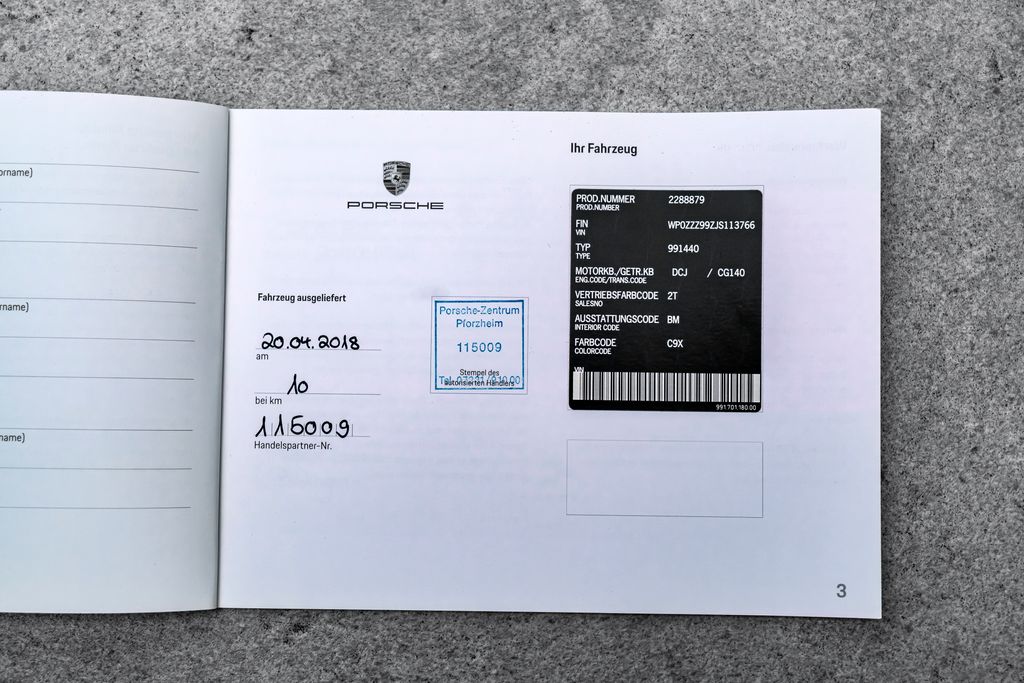 orname)
rname)
name)
PORSCHE
Fahrzeug ausgeliefert
20.04.2018
am
10
bei km
115009
Handelspartner-Nr.
Porsche-Zentrum
Pforzheim
115009
Stempel des
autorisierten Händlers
Ihr Fahrzeug
PROD.NUMMER 2288879
PROD.NUMBER
FIN WP0ZZZ99ZJS113766
VIN
TYP 991440
TYPE
MOTORKB./GETR.KB DCJ / CG140
ENG.CODE/TRANS.CODE
VERTRIEBSFARBCODE 2T
SALESNO
AUSSTATTUNGSCODE BM
INTERIOR CODE
FARBCODE C9X
COLORCODE
VIN
991.701.180.00
3